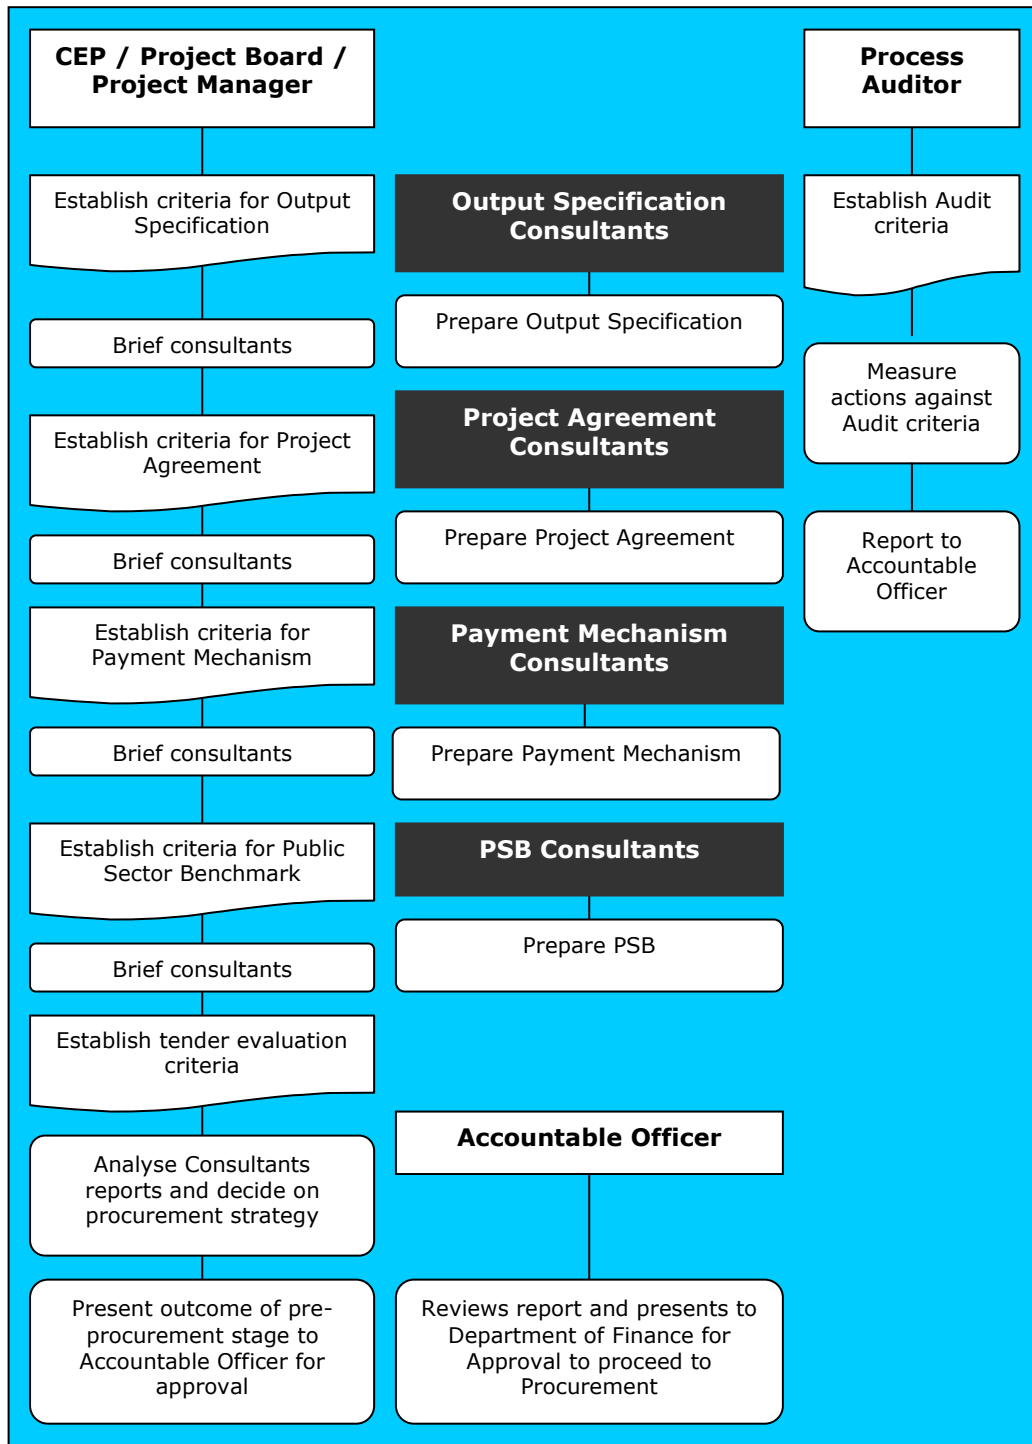 CEP / Project Board /
Project Manager
Establish criteria for Output
Specification
Brief consultants
Establish criteria for Project
Agreement
Brief consultants
Establish criteria for
Payment Mechanism
Brief consultants
Establish criteria for Public
Sector Benchmark
Brief consultants
Establish tender evaluation
criteria
Analyse Consultants
reports and decide on
procurement strategy
Present outcome of pre-
procurement stage to
Accountable Officer for
approval
Output Specification
Consultants
Prepare Output Specification
Project Agreement
Consultants
Prepare Project Agreement
Payment Mechanism
Consultants
Prepare Payment Mechanism
PSB Consultants
Prepare PSB
Accountable Officer
Reviews report and presents to
Department of Finance for
Approval to proceed to
Procurement
Process
Auditor
Establish Audit
criteria
Measure
actions against
Audit criteria
Report to
Accountable
Officer